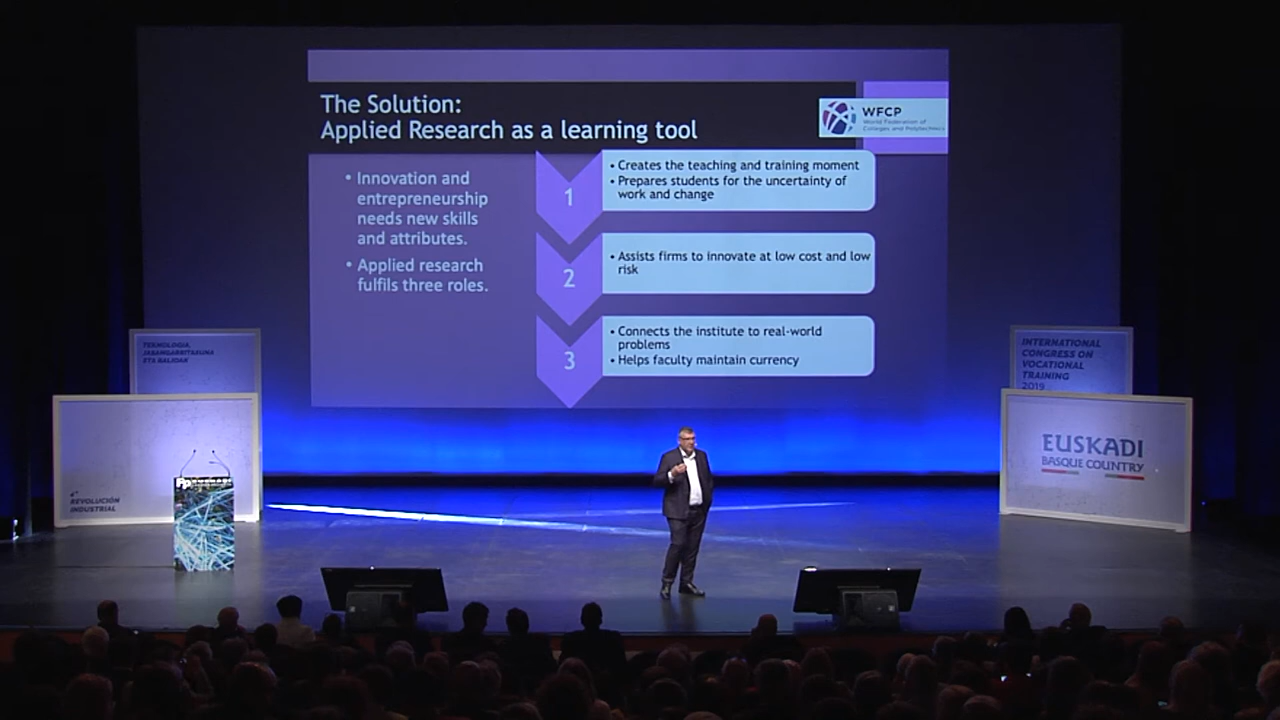 The Solution:
Applied Research as a learning tool
WFCP
World Federation of
Colleges and Polytechnics
• Innovation and
entrepreneurship
needs new skills
and attributes.
• Applied research
fulfils three roles.
1
• Creates the teaching and training moment
• Prepares students for the uncertainty of
work and change
2
• Assists firms to innovate at low cost and low
risk
3
• Connects the institute to real-world
problems
• Helps faculty maintain currency
TEKNOLOGIA,
JASANGARRITASUNA
ETA BALIOAK
4ª
REVOLUCIÓN
INDUSTRIAL
FP EUSKADI
INTERNATIONAL
CONGRESS ON
VOCATIONAL
TRAINING
2019
EUSKADI
BASQUE COUNTRY